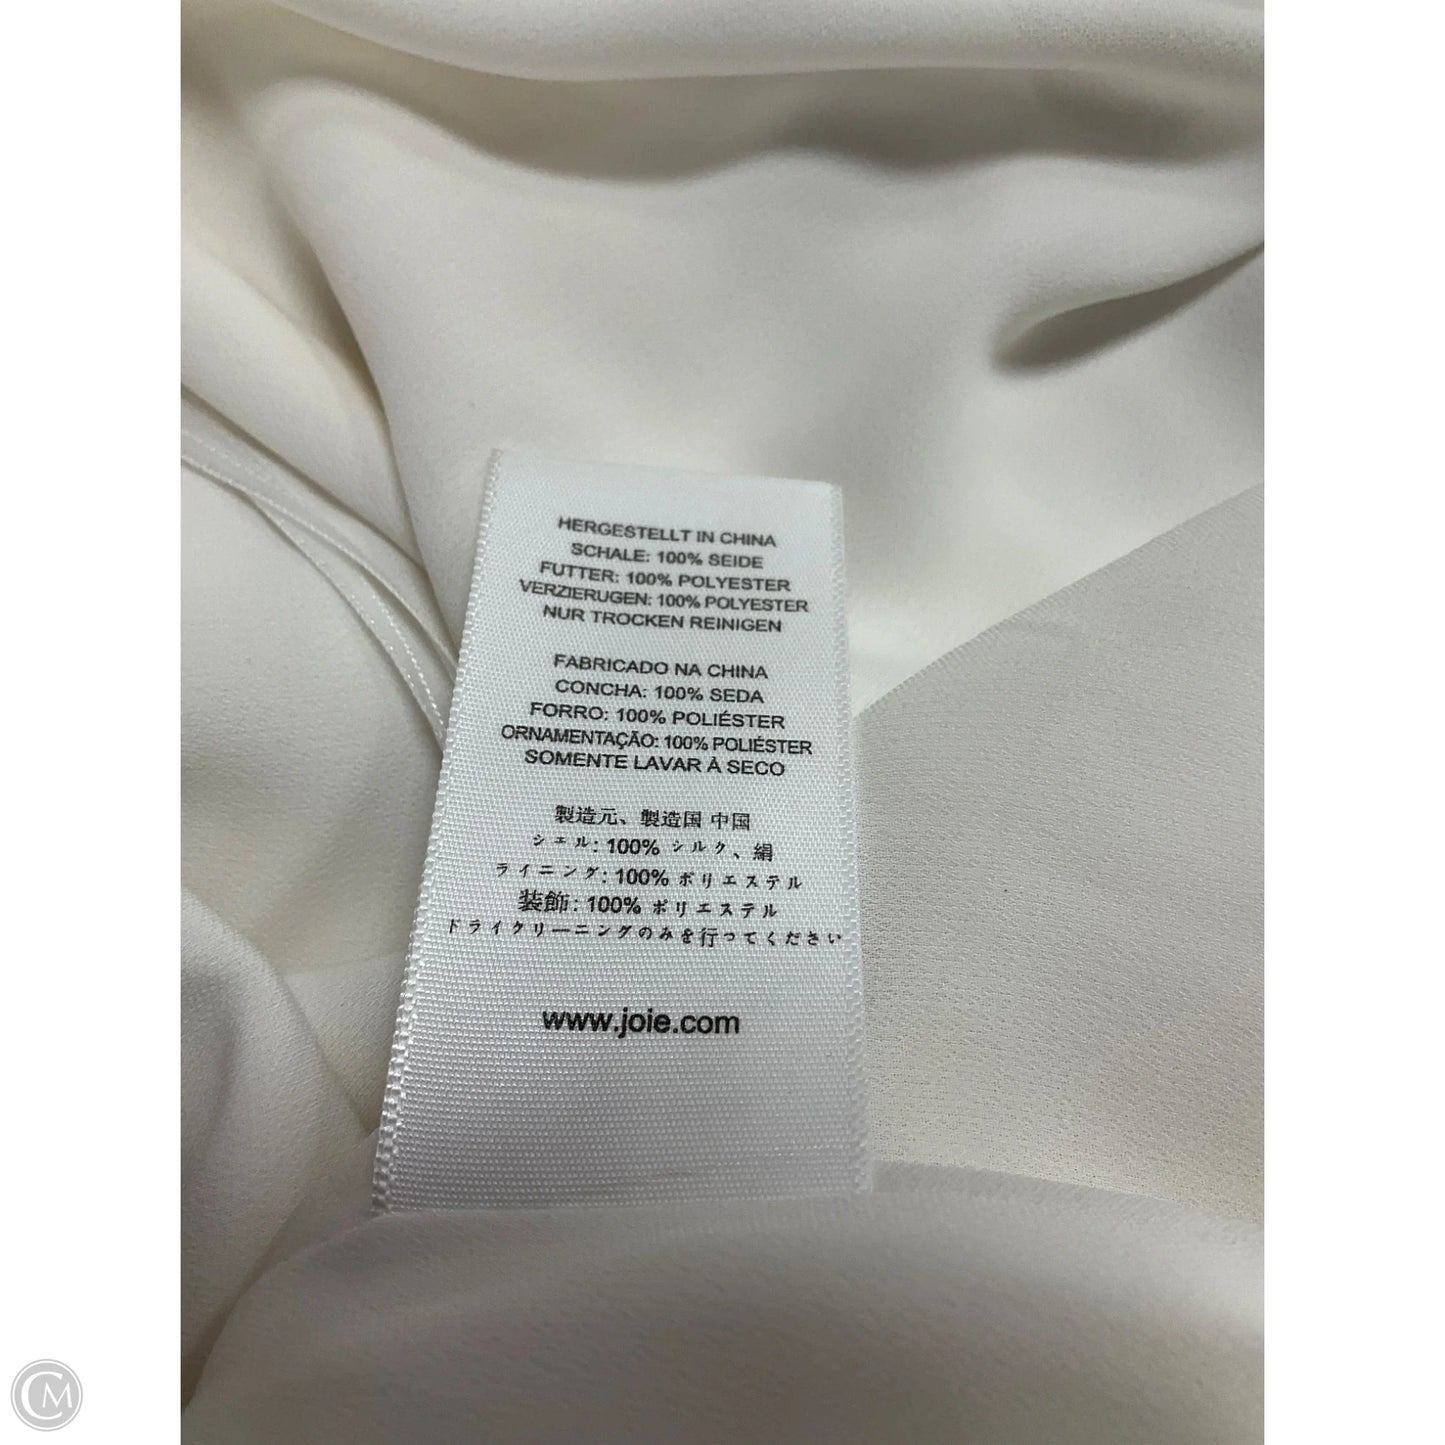 HERGESTELLT IN CHINA
SCHALE: 100% SEIDE
FUTTER: 100% POLYESTER
VERZIERUGEN: 100% POLYESTER
NUR TROCKEN REINIGEN
FABRICADO NA CHINA
CONCHA: 100% SEDA
FORRO: 100% POLIÉSTER
ORNAMENTAÇÃO: 100% POLIÉSTER
SOMENTE LAVAR À SECO
製造元、製造国 中国
シェル: 100% シルク、絹
ライニング: 100% ポリエステル
装飾: 100% ポリエステル
ドライクリーニングのみを行ってください
www.joie.com
CM